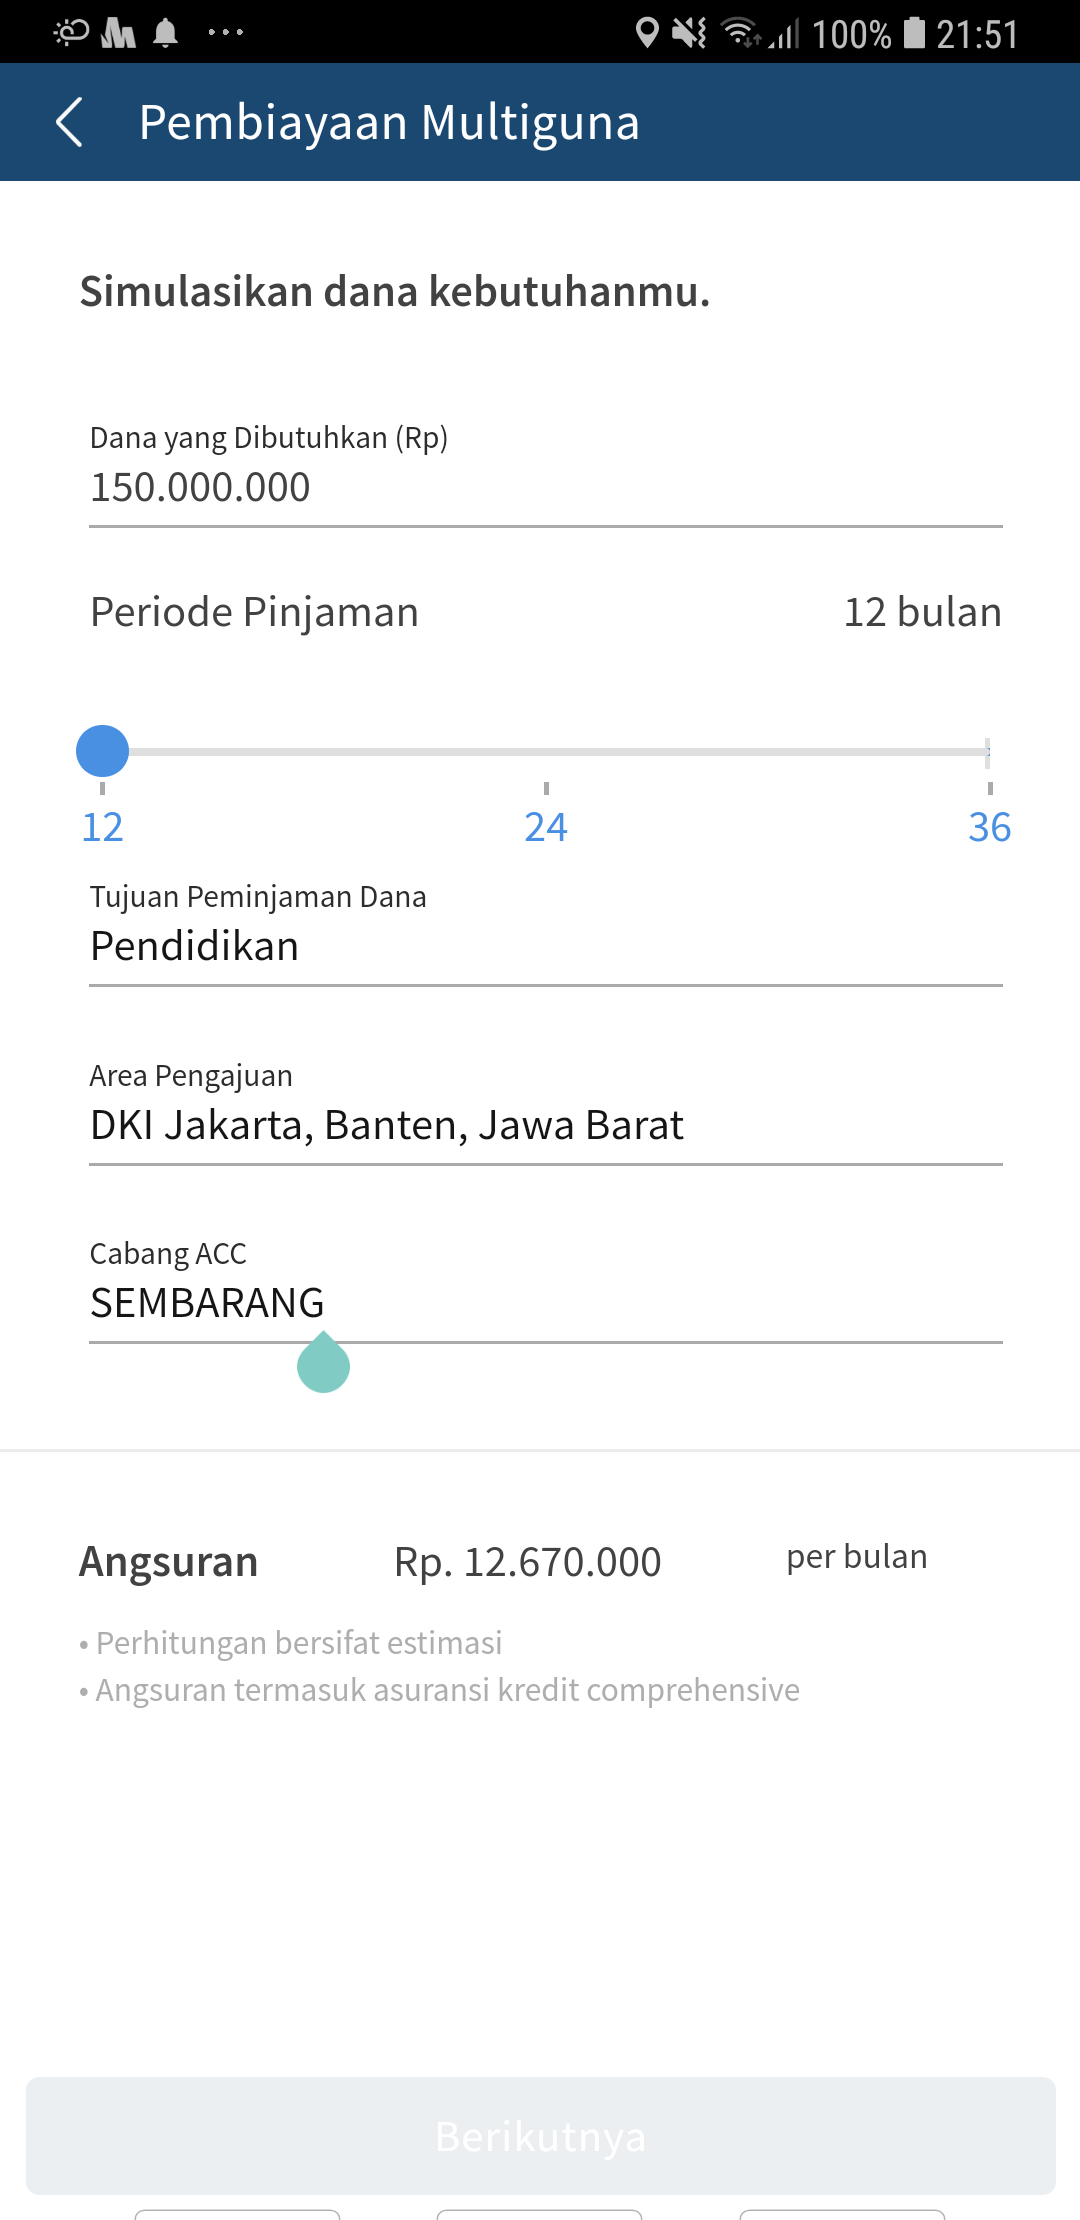 100% 21:51
Pembiayaan Multiguna
Simulasikan dana kebutuhanmu.
Dana yang Dibutuhkan (Rp)
150.000.000
Periode Pinjaman 12 bulan
12 24 36
Tujuan Peminjaman Dana
Pendidikan
Area Pengajuan
DKI Jakarta, Banten, Jawa Barat
Cabang ACC
SEMBARANG
Angsuran Rp. 12.670.000 per bulan
• Perhitungan bersifat estimasi
• Angsuran termasuk asuransi kredit comprehensive
Berikutnya